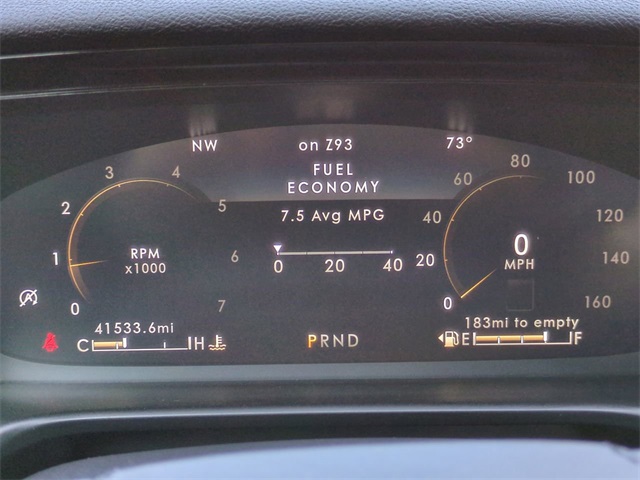 NW on Z93 73°
FUEL
ECONOMY
7.5 Avg MPG
0 20 40
0 1 2 3 4 5 6 7
RPM
x1000
0 20 40 60 80 100 120 140 160
0
MPH
41533.6mi
C H
PRND
183mi to empty
E F
A